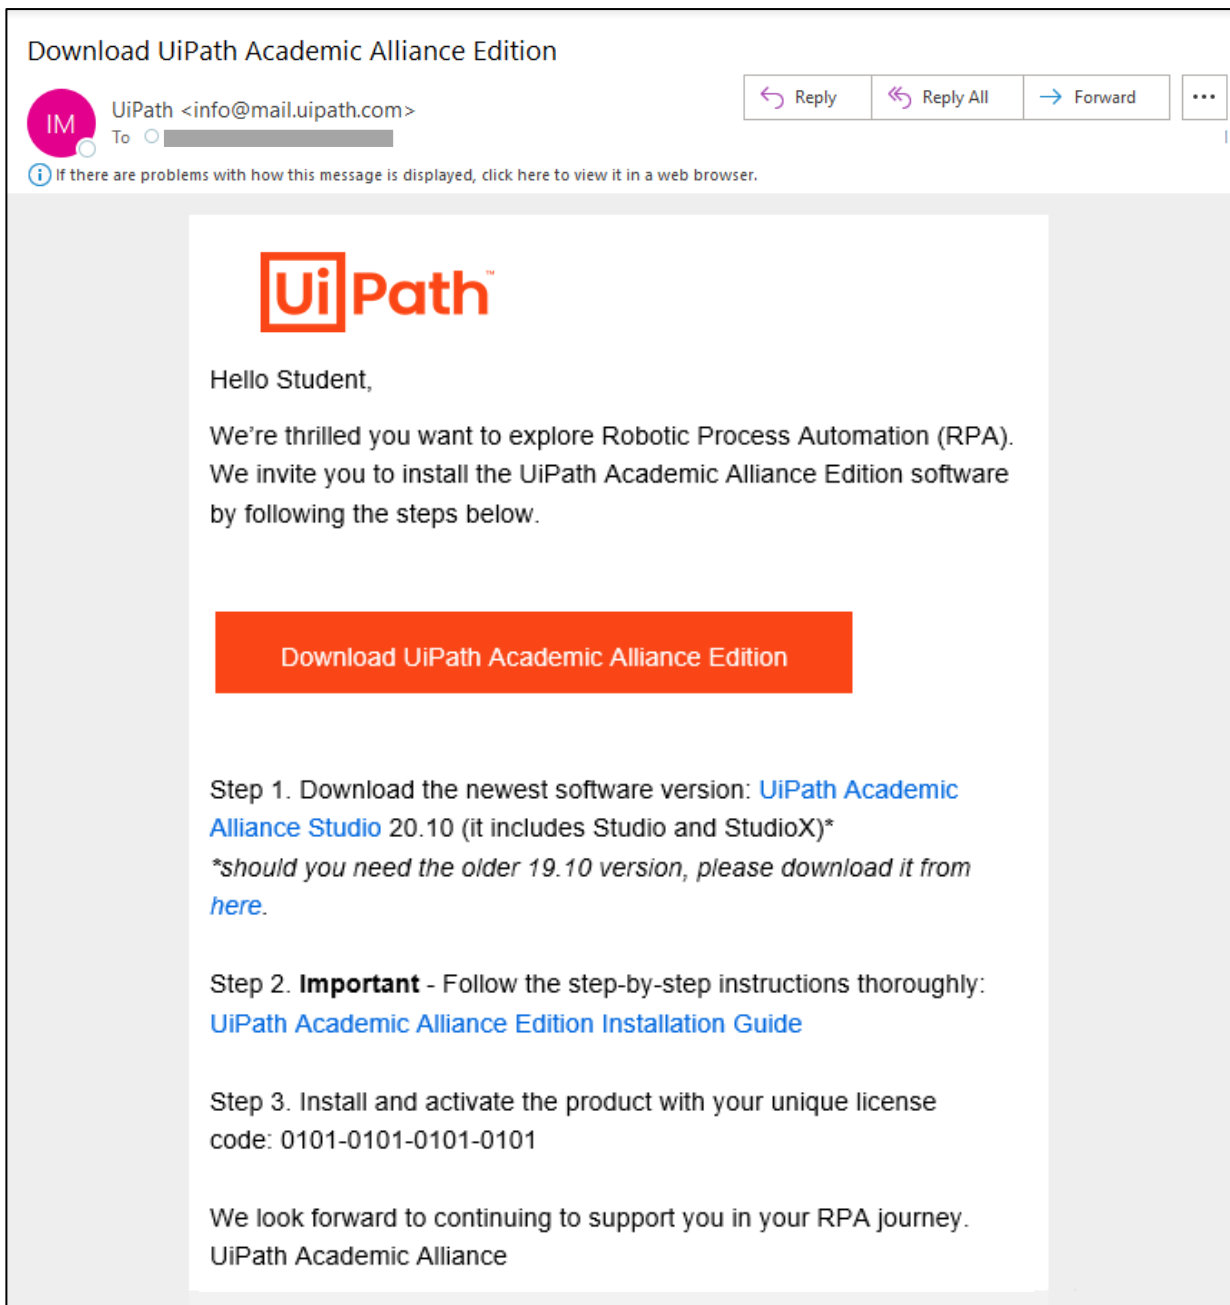 Download UiPath Academic Alliance Edition
IM
UiPath <info@mail.uipath.com>
To
Reply
Reply All
Forward
If there are problems with how this message is displayed, click here to view it in a web browser.
UiPath™
Hello Student,
We’re thrilled you want to explore Robotic Process Automation (RPA).
We invite you to install the UiPath Academic Alliance Edition software
by following the steps below.
Download UiPath Academic Alliance Edition
Step 1. Download the newest software version: UiPath Academic
Alliance Studio 20.10 (it includes Studio and StudioX)*
*should you need the older 19.10 version, please download it from
here.
Step 2. Important - Follow the step-by-step instructions thoroughly:
UiPath Academic Alliance Edition Installation Guide
Step 3. Install and activate the product with your unique license
code: 0101-0101-0101-0101
We look forward to continuing to support you in your RPA journey.
UiPath Academic Alliance